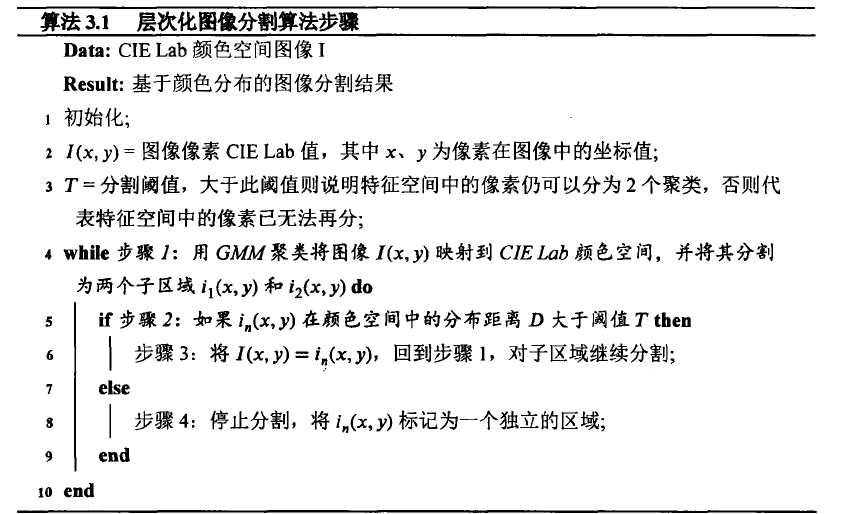 算法 3.1 层次化图像分割算法步骤
Data: CIE Lab 颜色空间图像 I
Result: 基于颜色分布的图像分割结果
1 初始化;
2 I(x, y) = 图像像素 CIE Lab 值，其中 x、y 为像素在图像中的坐标值;
3 T = 分割阈值，大于此阈值则说明特征空间中的像素仍可以分为 2 个聚类，否则代
表特征空间中的像素已无法再分;
4 while 步骤 1：用 GMM 聚类将图像 I(x, y) 映射到 CIE Lab 颜色空间，并将其分割
为两个子区域 i₁(x, y) 和 i₂(x, y) do
5 if 步骤 2：如果 iₙ(x, y) 在颜色空间中的分布距离 D 大于阈值 T then
6 步骤 3：将 I(x, y) = iₙ(x, y)，回到步骤 1，对子区域继续分割;
7 else
8 步骤 4：停止分割，将 iₙ(x, y) 标记为一个独立的区域;
9 end
10 end